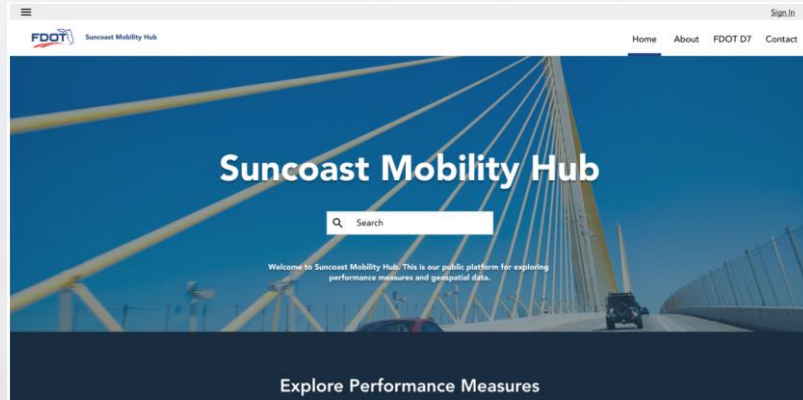 Sign In
FDOT
Suncoast Mobility Hub
Home About FDOT D7 Contact
Suncoast Mobility Hub
Search
Welcome to Suncoast Mobility Hub. This is our public platform for exploring
performance measures and geospatial data.
Explore Performance Measures